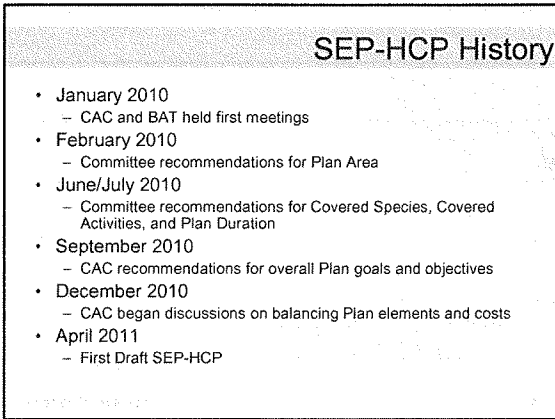 SEP-HCP History
• January 2010
– CAC and BAT held first meetings
• February 2010
– Committee recommendations for Plan Area
• June/July 2010
– Committee recommendations for Covered Species, Covered
Activities, and Plan Duration
• September 2010
– CAC recommendations for overall Plan goals and objectives
• December 2010
– CAC began discussions on balancing Plan elements and costs
• April 2011
– First Draft SEP-HCP